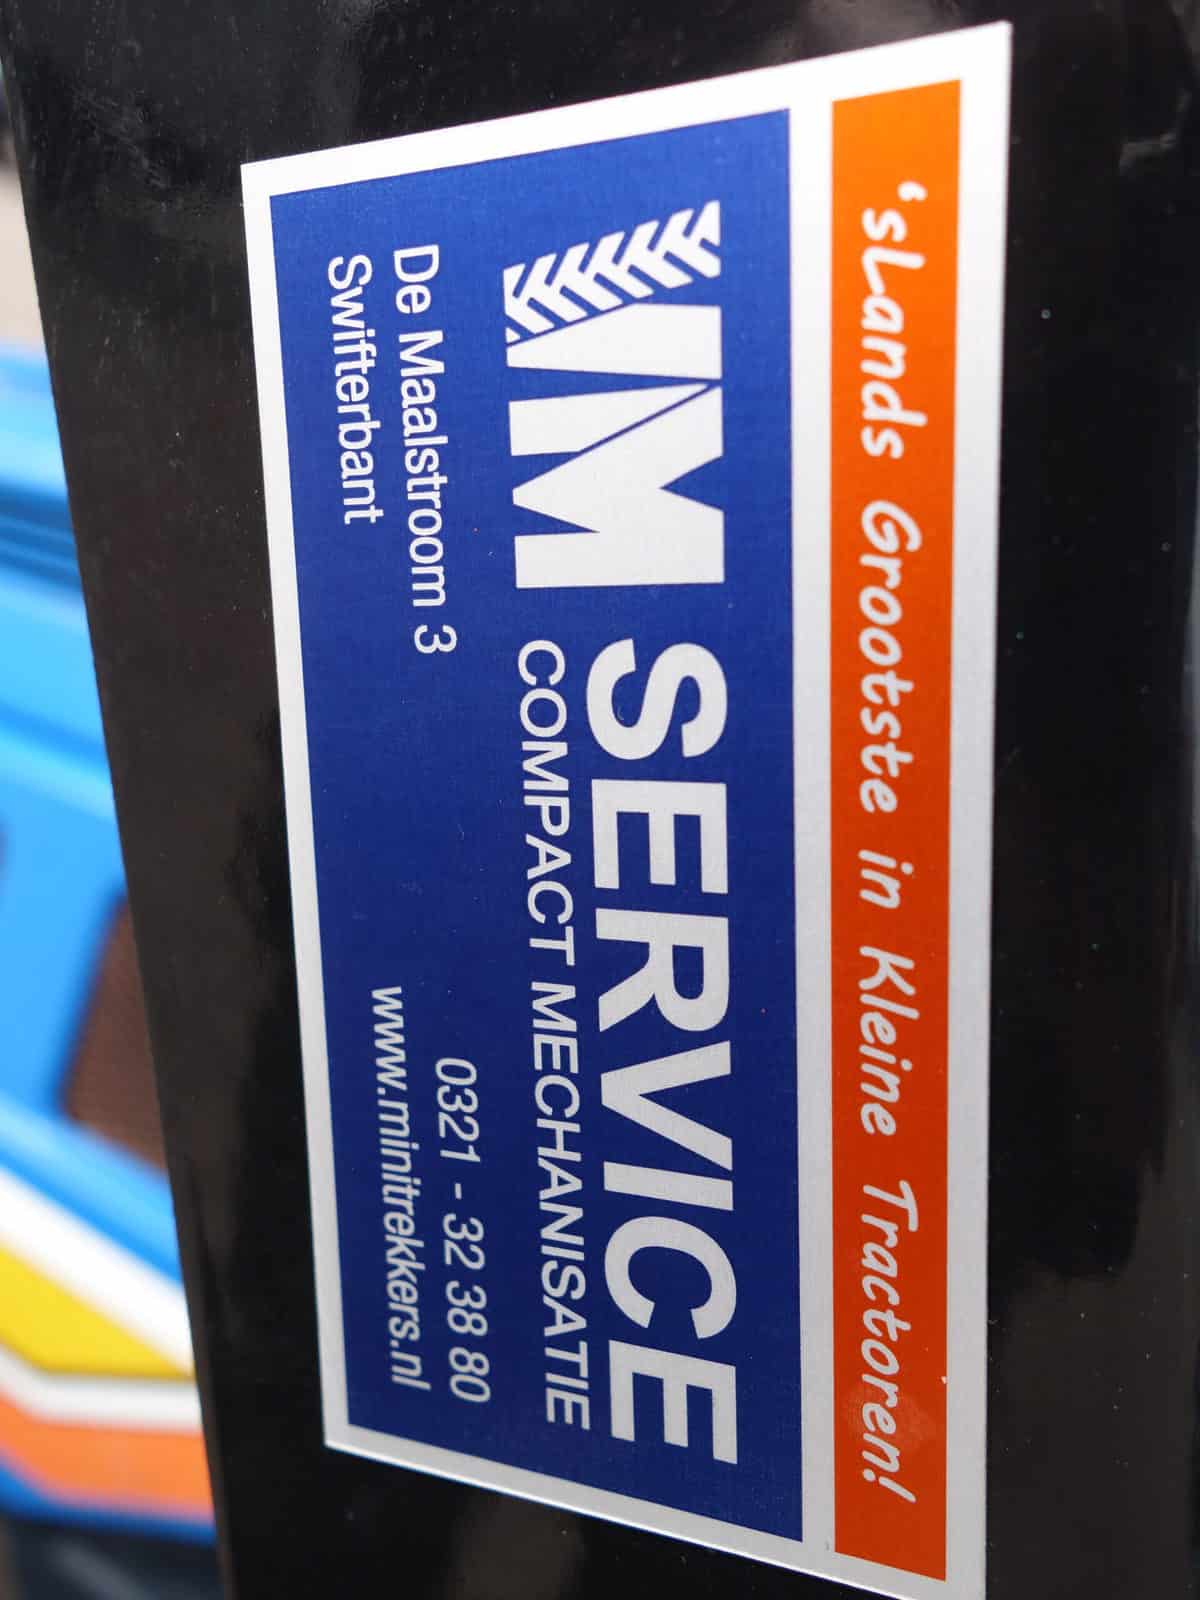 ‘sLands Grootste in Kleine Tractoren!
VM SERVICE
COMPACT MECHANISATIE
De Maalstroom 3
Swifterbant
0321 - 32 38 80
www.minitrekkers.nl